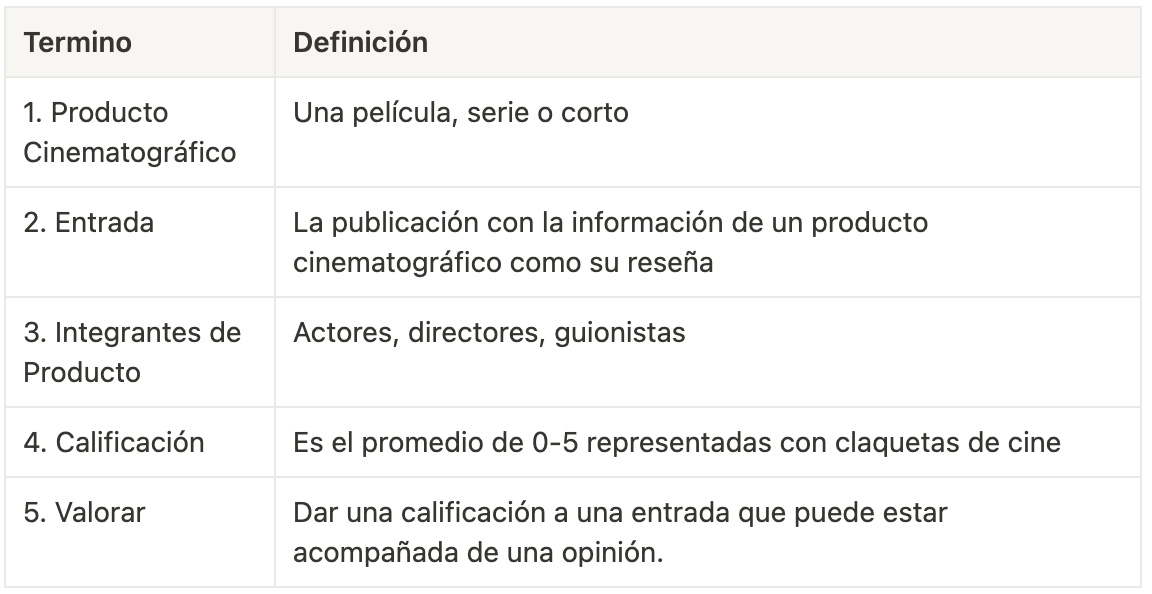 Termino
Definición
1. Producto
Cinematográfico
Una película, serie o corto
2. Entrada
La publicación con la información de un producto
cinematográfico como su reseña
3. Integrantes de
Producto
Actores, directores, guionistas
4. Calificación
Es el promedio de 0-5 representadas con claquetas de cine
5. Valorar
Dar una calificación a una entrada que puede estar
acompañada de una opinión.